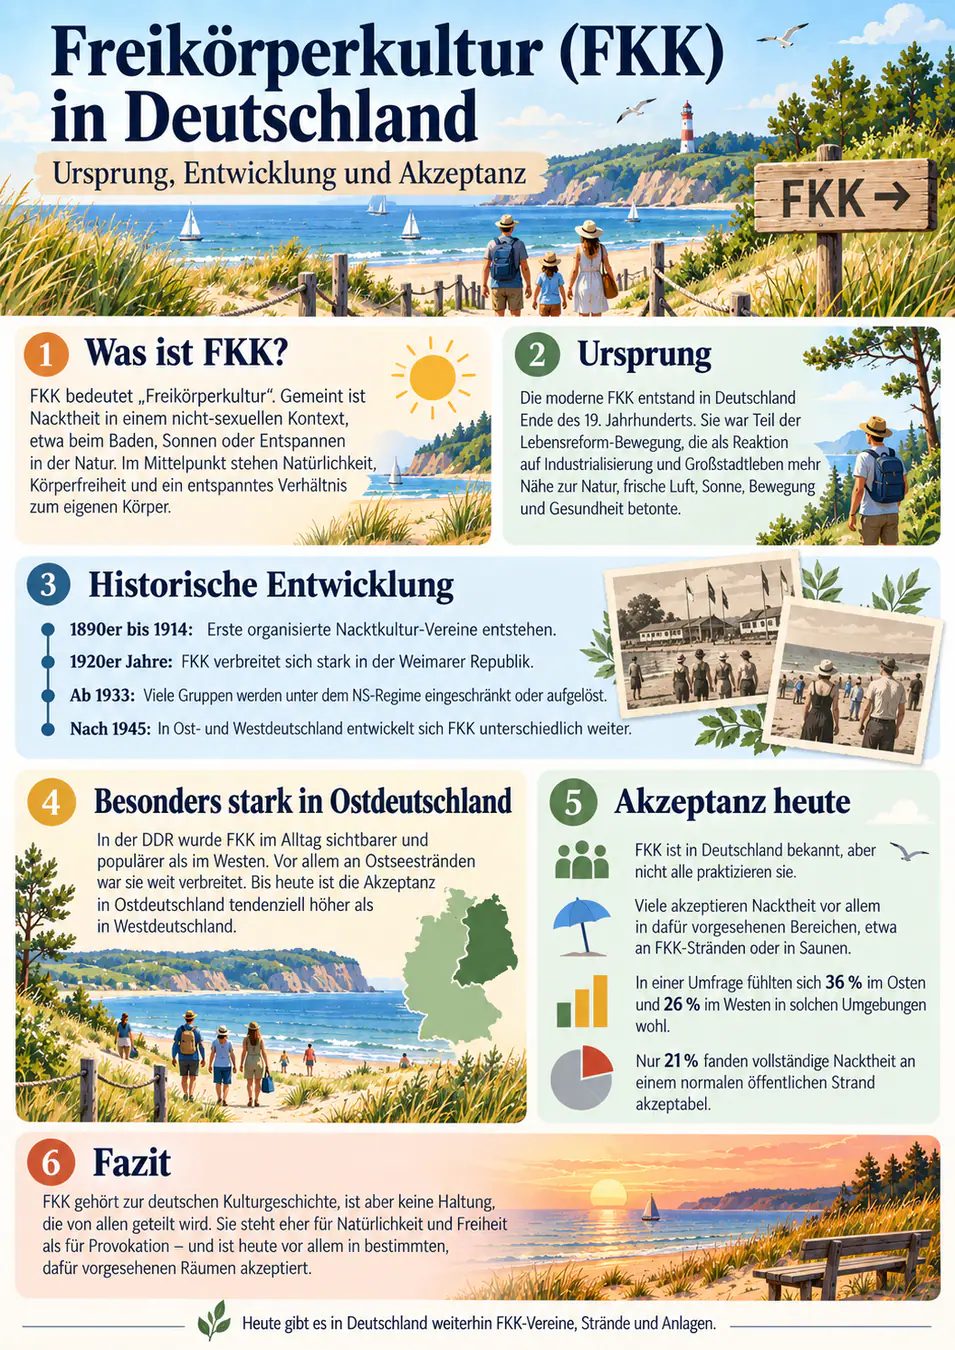 Freikörperkultur (FKK)
in Deutschland
Ursprung, Entwicklung und Akzeptanz
FKK →
1 Was ist FKK?
FKK bedeutet „Freikörperkultur“. Gemeint ist
Nacktheit in einem nicht-sexuellen Kontext,
etwa beim Baden, Sonnen oder Entspannen
in der Natur. Im Mittelpunkt stehen Natürlichkeit,
Körperfreiheit und ein entspanntes Verhältnis
zum eigenen Körper.
2 Ursprung
Die moderne FKK entstand in Deutschland
Ende des 19. Jahrhunderts. Sie war Teil der
Lebensreform-Bewegung, die als Reaktion
auf Industrialisierung und Großstadtleben mehr
Nähe zur Natur, frische Luft, Sonne, Bewegung
und Gesundheit betonte.
3 Historische Entwicklung
1890er bis 1914: Erste organisierte Nacktkultur-Vereine entstehen.
1920er Jahre: FKK verbreitet sich stark in der Weimarer Republik.
Ab 1933: Viele Gruppen werden unter dem NS-Regime eingeschränkt oder aufgelöst.
Nach 1945: In Ost- und Westdeutschland entwickelt sich FKK unterschiedlich weiter.
4 Besonders stark in Ostdeutschland
In der DDR wurde FKK im Alltag sichtbarer und
populärer als im Westen. Vor allem an Ostseestränden
war sie weit verbreitet. Bis heute ist die Akzeptanz
in Ostdeutschland tendenziell höher als
in Westdeutschland.
5 Akzeptanz heute
FKK ist in Deutschland bekannt, aber
nicht alle praktizieren sie.
Viele akzeptieren Nacktheit vor allem
in dafür vorgesehenen Bereichen, etwa
an FKK-Stränden oder in Saunen.
In einer Umfrage fühlten sich 36 % im Osten
und 26 % im Westen in solchen Umgebungen
wohl.
Nur 21 % fanden vollständige Nacktheit an
einem normalen öffentlichen Strand
akzeptabel.
6 Fazit
FKK gehört zur deutschen Kulturgeschichte, ist aber keine Haltung,
die von allen geteilt wird. Sie steht eher für Natürlichkeit und Freiheit
als für Provokation – und ist heute vor allem in bestimmten,
dafür vorgesehenen Räumen akzeptiert.
Heute gibt es in Deutschland weiterhin FKK-Vereine, Strände und Anlagen.